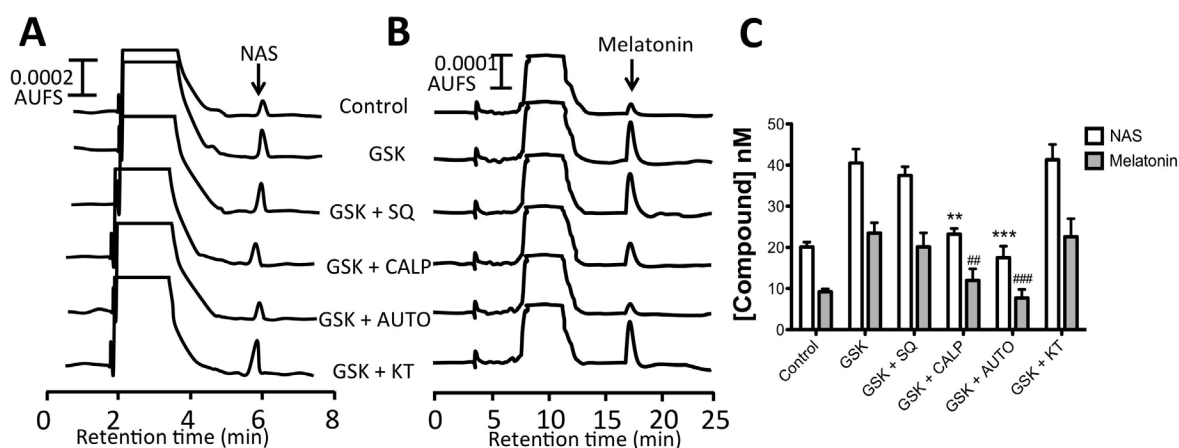 A
0.0002
AUFS
NAS
0 2 4 6 8
Retention time (min)
Control
GSK
GSK + SQ
GSK + CALP
GSK + AUTO
GSK + KT
B
0.0001
AUFS
Melatonin
0 5 10 15 20 25
Retention time (min)
C
[Compound] nM
50
40
30
20
10
0
** ## *** ###
NAS
Melatonin
Control
GSK
GSK + SQ
GSK + CALP
GSK + AUTO
GSK + KT